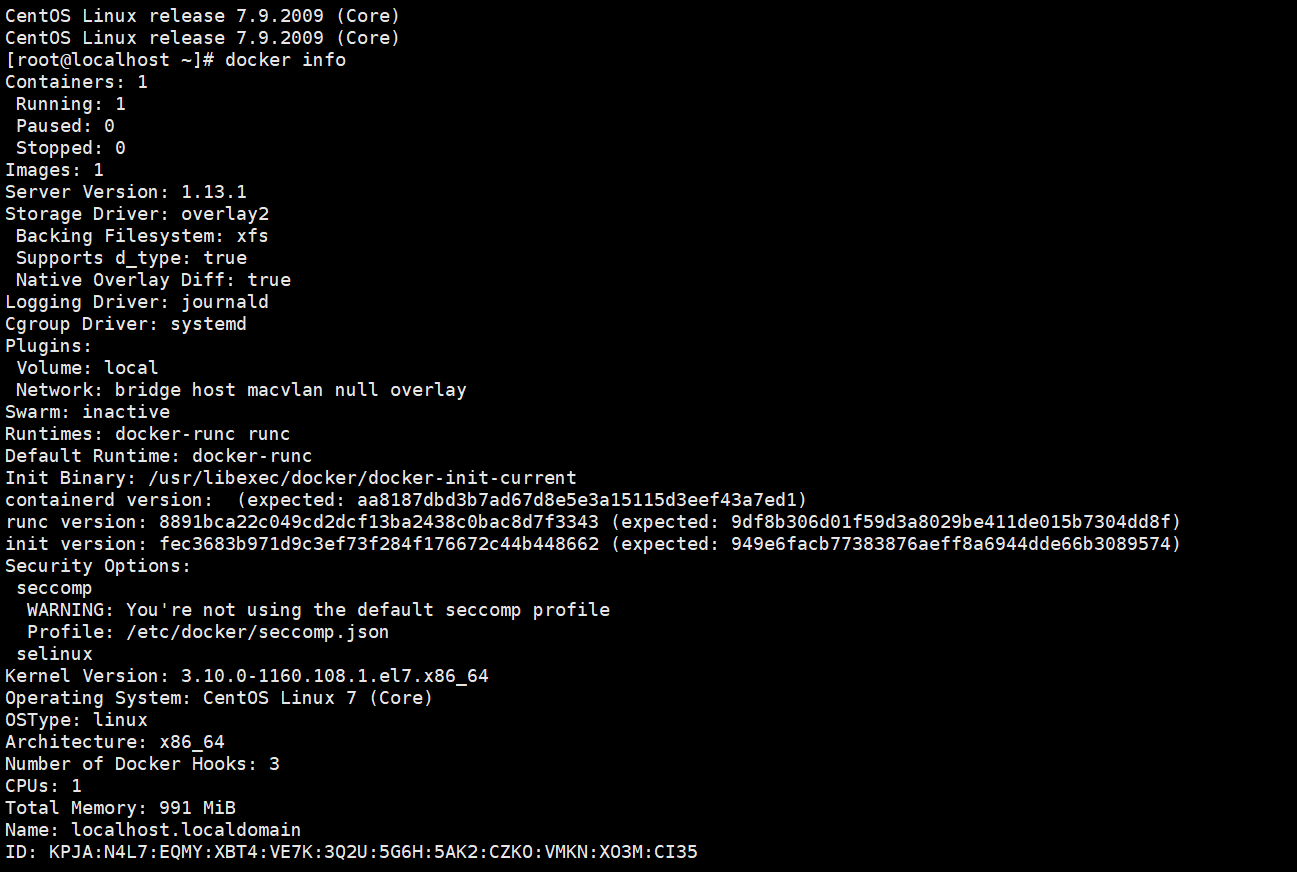 CentOS Linux release 7.9.2009 (Core)
CentOS Linux release 7.9.2009 (Core)
[root@localhost ~]# docker info
Containers: 1
 Running: 1
 Paused: 0
 Stopped: 0
Images: 1
Server Version: 1.13.1
Storage Driver: overlay2
 Backing Filesystem: xfs
 Supports d_type: true
 Native Overlay Diff: true
Logging Driver: journald
Cgroup Driver: systemd
Plugins:
 Volume: local
 Network: bridge host macvlan null overlay
Swarm: inactive
Runtimes: docker-runc runc
Default Runtime: docker-runc
Init Binary: /usr/libexec/docker/docker-init-current
containerd version:  (expected: aa8187dbd3b7ad67d8e5e3a15115d3eef43a7ed1)
runc version: 8891bca22c049cd2dcf13ba2438c0bac8d7f3343 (expected: 9df8b306d01f59d3a8029be411de015b7304dd8f)
init version: fec3683b971d9c3ef73f284f176672c44b448662 (expected: 949e6facb77383876aeff8a6944dde66b3089574)
Security Options:
 seccomp
  WARNING: You're not using the default seccomp profile
  Profile: /etc/docker/seccomp.json
 selinux
Kernel Version: 3.10.0-1160.108.1.el7.x86_64
Operating System: CentOS Linux 7 (Core)
OSType: linux
Architecture: x86_64
Number of Docker Hooks: 3
CPUs: 1
Total Memory: 991 MiB
Name: localhost.localdomain
ID: KPJA:N4L7:EQMY:XBT4:VE7K:3Q2U:5G6H:5AK2:CZKO:VMKN:XO3M:CI35